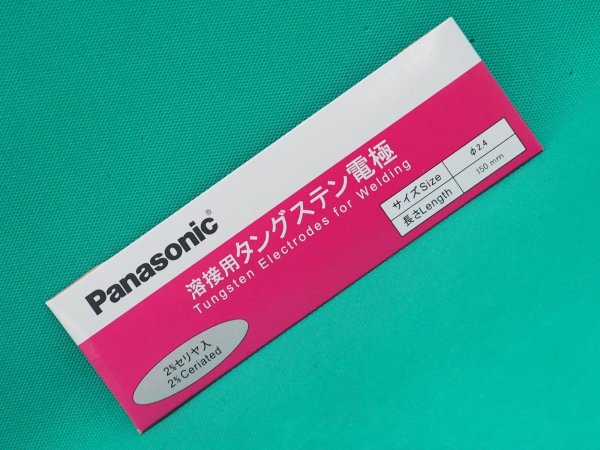 Panasonic®
溶接用タングステン電極
Tungsten Electrodes for Welding
サイズSize φ2.4
長さLength 150 mm
2%セリヤ入
2%Ceriated